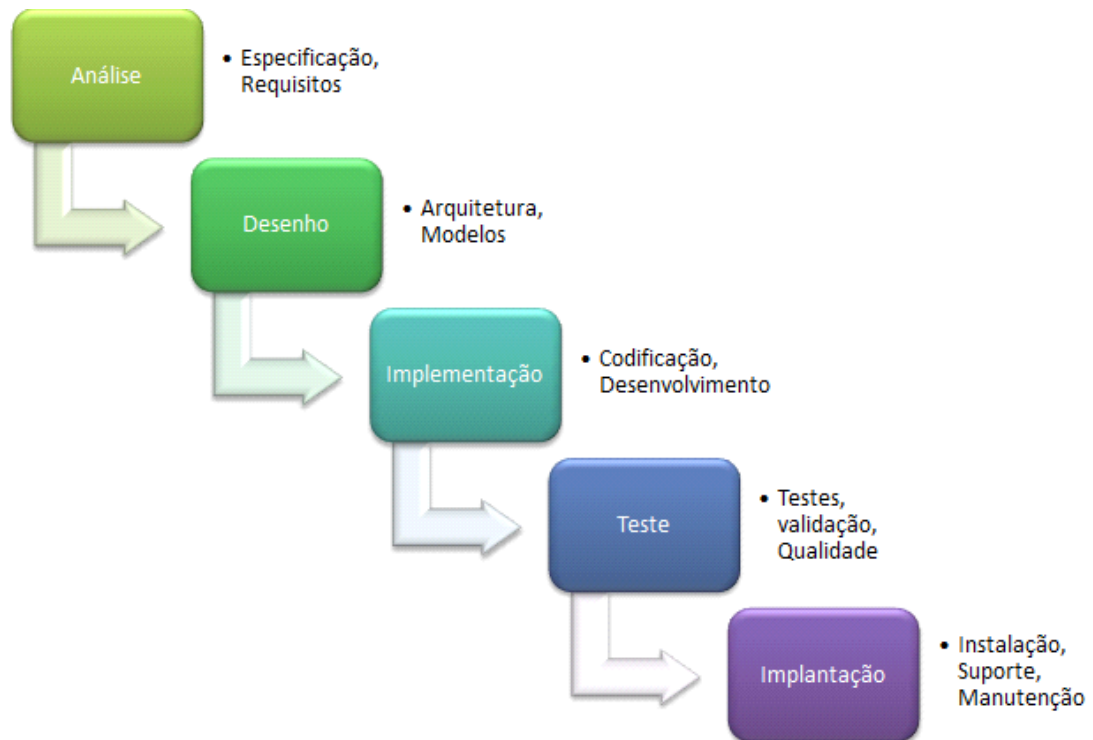 Análise
• Especificação,
Requisitos
Desenho
• Arquitetura,
Modelos
Implementação
• Codificação,
Desenvolvimento
Teste
• Testes,
validação,
Qualidade
Implantação
• Instalação,
Suporte,
Manutenção